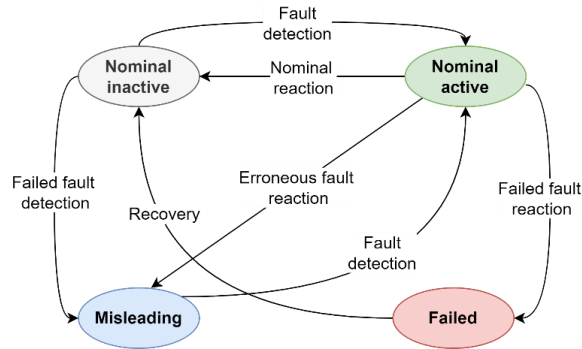 Fault
detection
Nominal
inactive
Nominal
reaction
Nominal
active
Failed fault
detection
Erroneous fault
reaction
Failed fault
reaction
Recovery
Fault
detection
Misleading
Failed